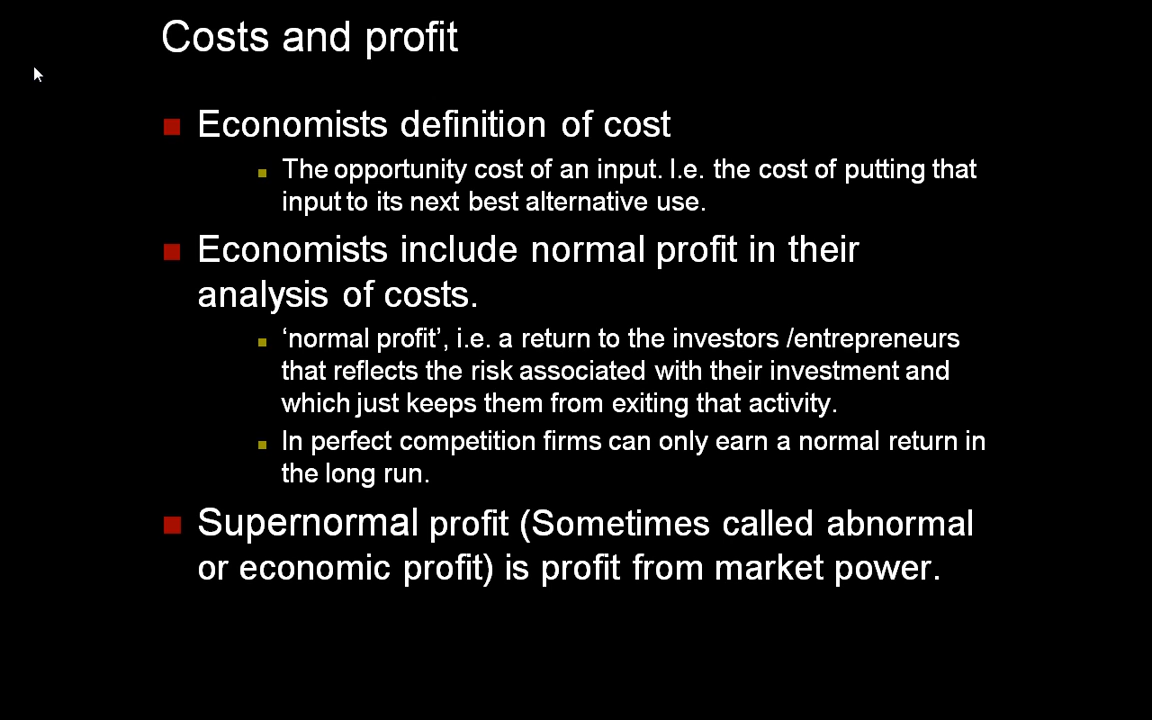 Costs and profit
Economists definition of cost
The opportunity cost of an input. I.e. the cost of putting that
input to its next best alternative use.
Economists include normal profit in their
analysis of costs.
‘normal profit’, i.e. a return to the investors /entrepreneurs
that reflects the risk associated with their investment and
which just keeps them from exiting that activity.
In perfect competition firms can only earn a normal return in
the long run.
Supernormal profit (Sometimes called abnormal
or economic profit) is profit from market power.